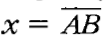 x = \overline{AB}